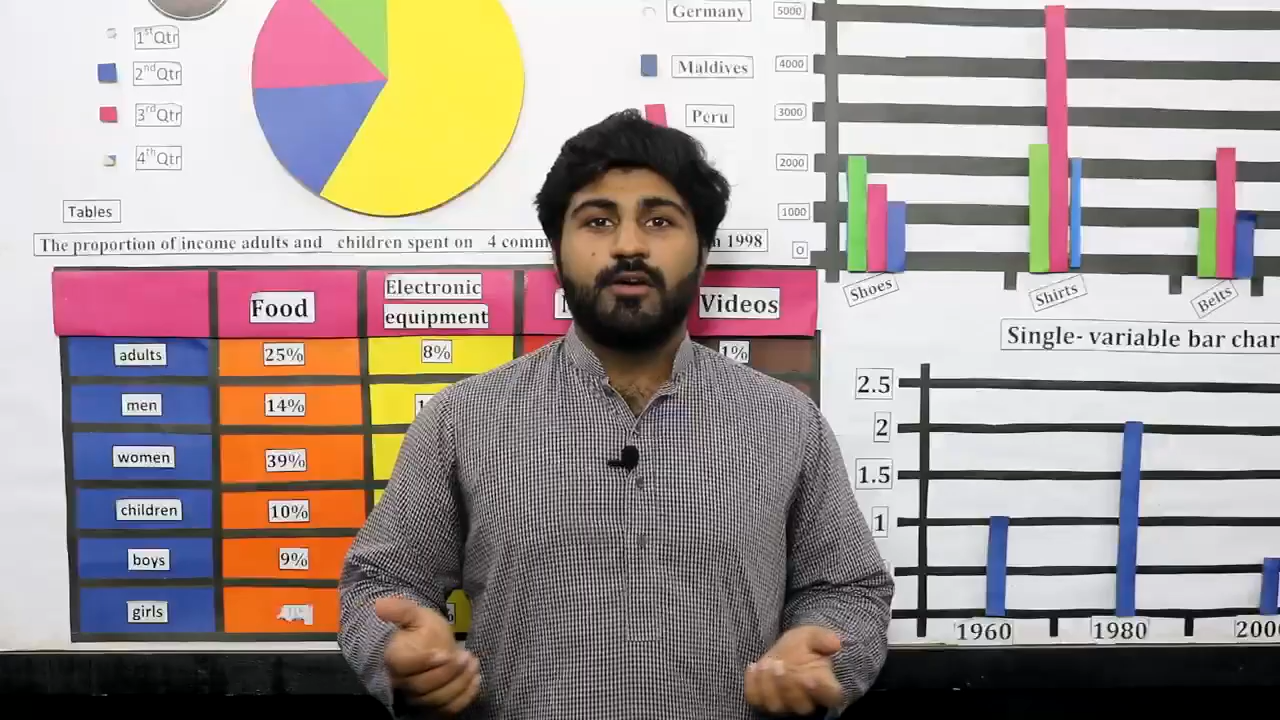 1st Qtr
2nd Qtr
3rd Qtr
4th Qtr
Germany
Maldives
Peru
5000
4000
3000
2000
1000
0
Shoes
Shirts
Belts
Tables
The proportion of income adults and children spent on 4 comm
1998
Food
Electronic
equipment
Videos
adults
25%
8%
1%
men
14%
women
39%
children
10%
boys
9%
girls
Single- variable bar char
2.5
2
1.5
1
1960
1980
200